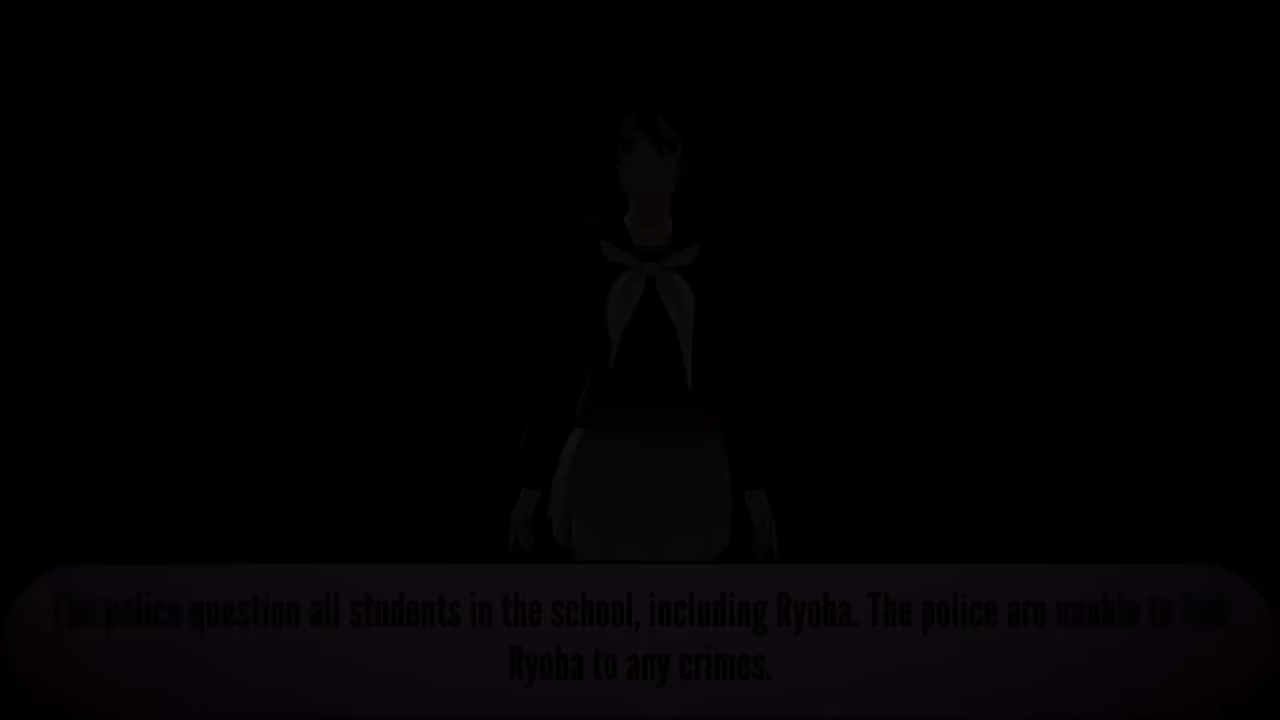 The police question all students in the school, including Ryoba. The police are unable to link
Ryoba to any crimes.